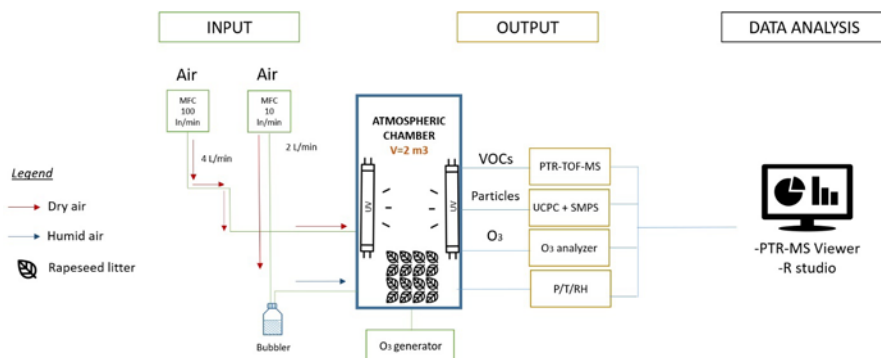 INPUT
OUTPUT
DATA ANALYSIS
Air
Air
MFC
100
ln/min
MFC
10
ln/min
4 L/min
2 L/min
ATMOSPHERIC
CHAMBER
V=2 m3
UV
UV
VOCs
PTR-TOF-MS
Particles
UCPC + SMPS
O₃
O₃ analyzer
P/T/RH
Legend
Dry air
Humid air
Rapeseed litter
Bubbler
O₃ generator
-PTR-MS Viewer
-R studio